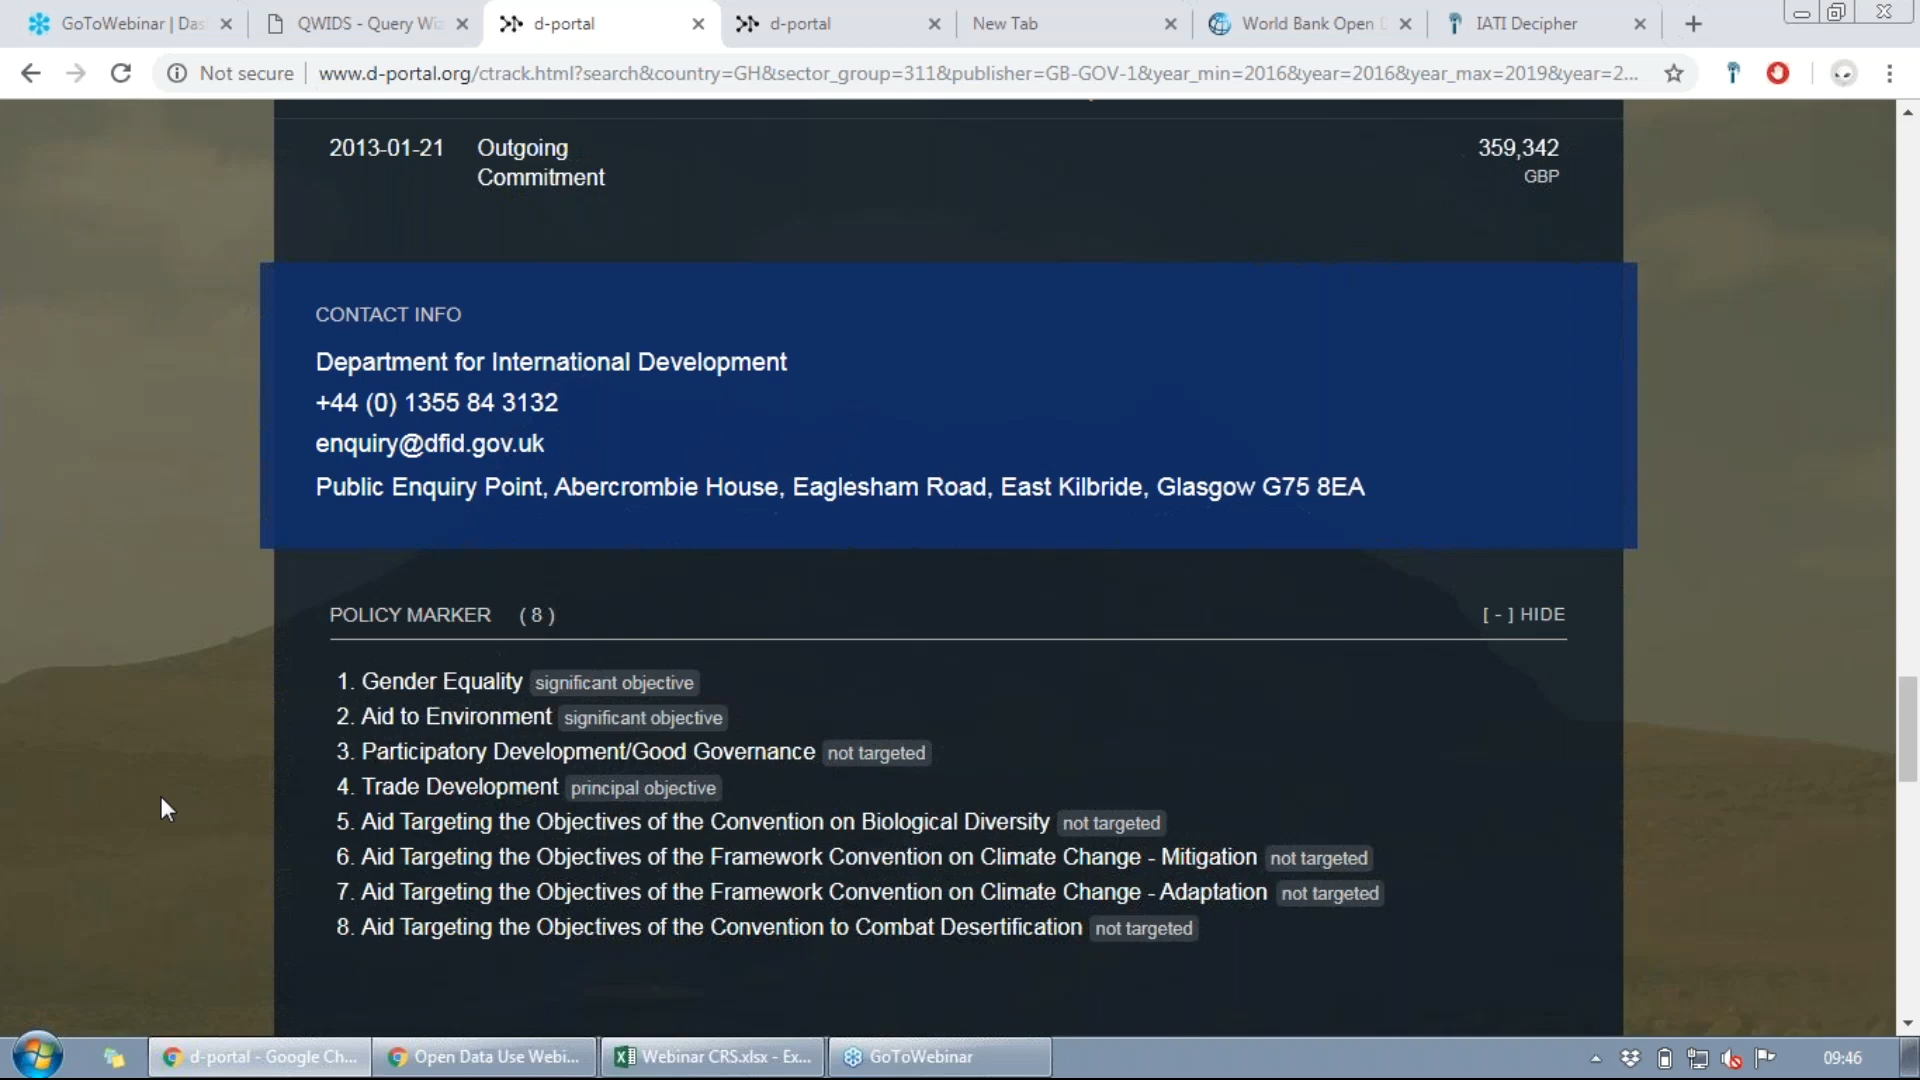 GoToWebinar | Das
QWIDS - Query Wiz
d-portal
d-portal
New Tab
World Bank Open D
IATI Decipher
Not secure
www.d-portal.org/ctrack.html?search&country=GH&sector_group=311&publisher=GB-GOV-1&year_min=2016&year=2016&year_max=2019&year=2...
2013-01-21 Outgoing 359,342
Commitment GBP
CONTACT INFO
Department for International Development
+44 (0) 1355 84 3132
enquiry@dfid.gov.uk
Public Enquiry Point, Abercrombie House, Eaglesham Road, East Kilbride, Glasgow G75 8EA
POLICY MARKER ( 8 ) [ - ] HIDE
1. Gender Equality significant objective
2. Aid to Environment significant objective
3. Participatory Development/Good Governance not targeted
4. Trade Development principal objective
5. Aid Targeting the Objectives of the Convention on Biological Diversity not targeted
6. Aid Targeting the Objectives of the Framework Convention on Climate Change - Mitigation not targeted
7. Aid Targeting the Objectives of the Framework Convention on Climate Change - Adaptation not targeted
8. Aid Targeting the Objectives of the Convention to Combat Desertification not targeted
d-portal - Google Ch...
Open Data Use Webi...
Webinar CRS.xlsx - Ex...
GoToWebinar
09:46